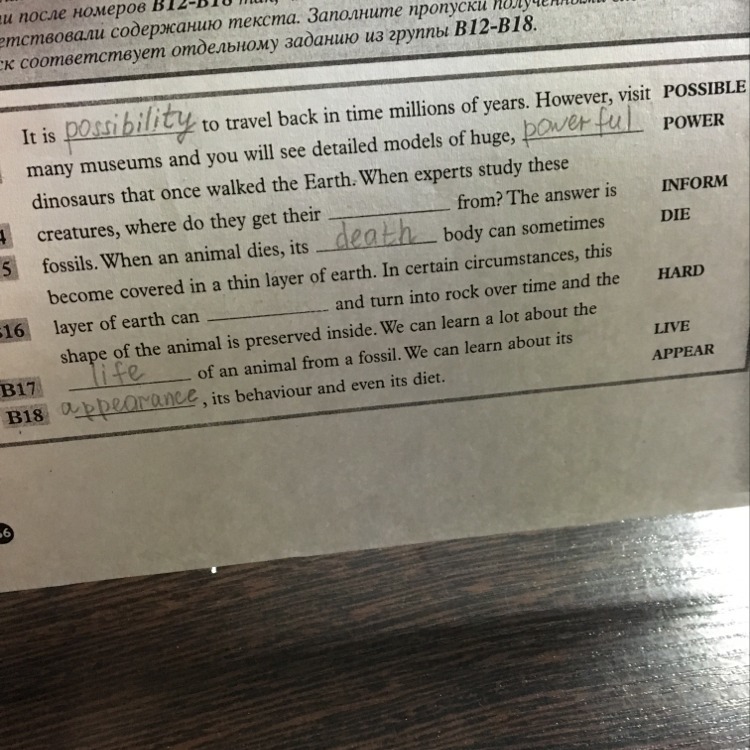 после номеров B12-B18
етствовали содержанию текста. Заполните пропуски
ск соответствует отдельному заданию из группы B12-B18.
It is possibility to travel back in time millions of years. However, visit POSSIBLE
many museums and you will see detailed models of huge, powerful POWER
dinosaurs that once walked the Earth. When experts study these
4 creatures, where do they get their ____________ from? The answer is INFORM
5 fossils. When an animal dies, its death body can sometimes DIE
become covered in a thin layer of earth. In certain circumstances, this
16 layer of earth can ____________ and turn into rock over time and the HARD
shape of the animal is preserved inside. We can learn a lot about the
B17 life of an animal from a fossil. We can learn about its LIVE
B18 appearance, its behaviour and even its diet. APPEAR
6